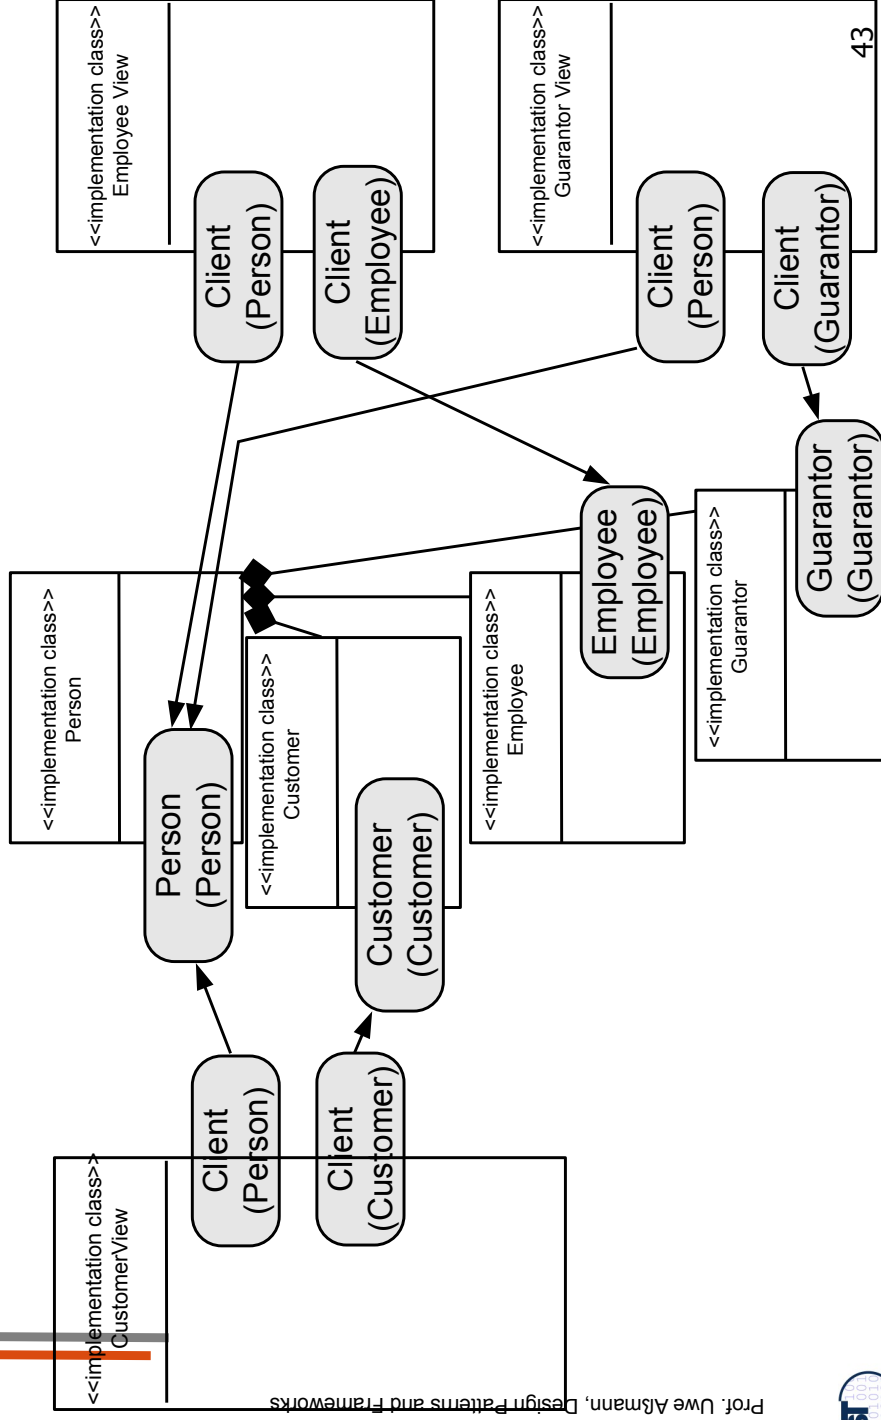 <<implementation class>>
CustomerView
Client
(Person)
Client
(Customer)
<<implementation class>>
Person
Person
(Person)
<<implementation class>>
Customer
Customer
(Customer)
<<implementation class>>
Employee
Employee
(Employee)
<<implementation class>>
Guarantor
Guarantor
(Guarantor)
<<implementation class>>
Employee View
Client
(Person)
Client
(Employee)
<<implementation class>>
Guarantor View
Client
(Person)
Client
(Guarantor)
Prof. Uwe Aßmann, Design Patterns and Frameworks
43